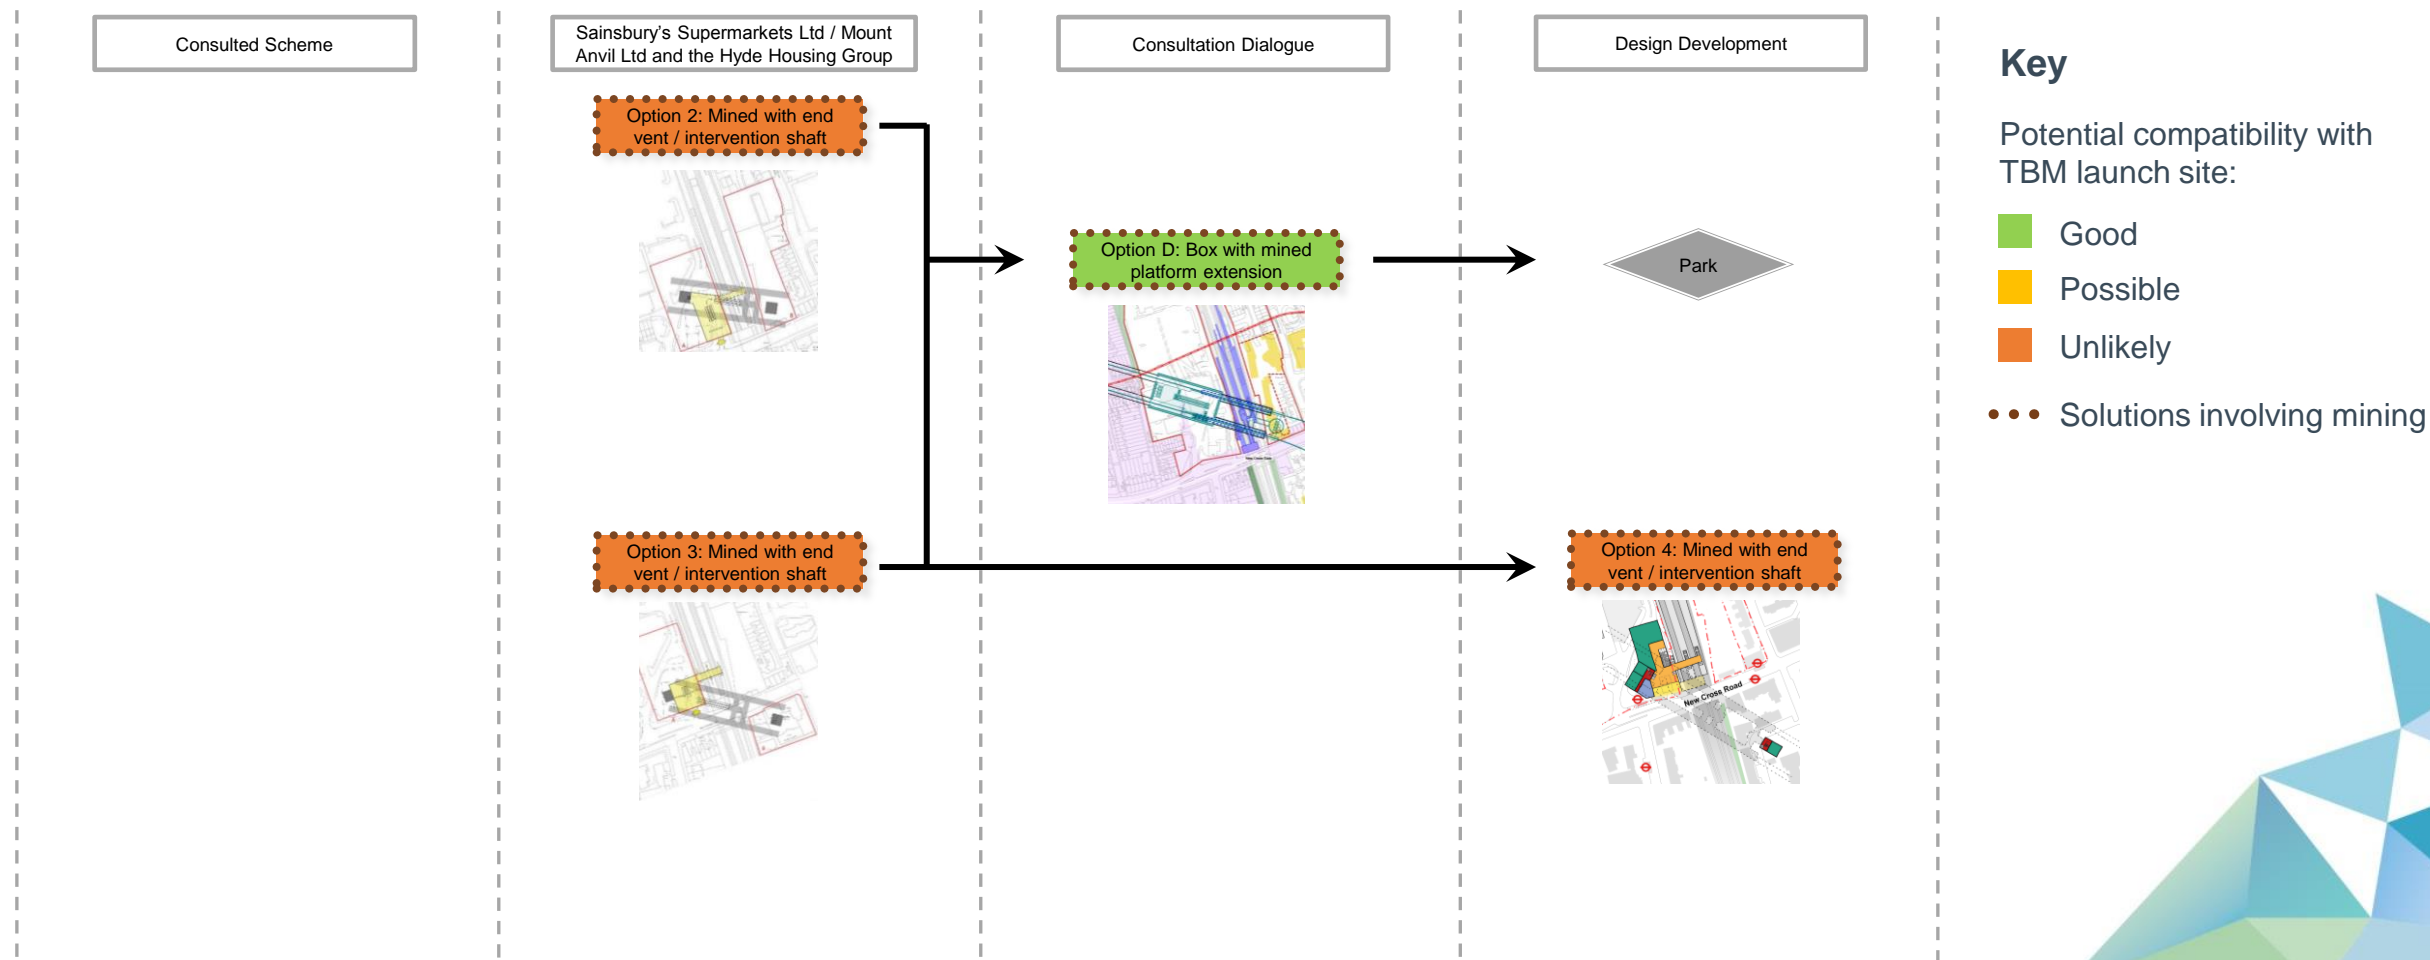 Consulted Scheme
Sainsbury's Supermarkets Ltd / Mount
Anvil Ltd and the Hyde Housing Group
Consultation Dialogue
Design Development
Key
Potential compatibility with
TBM launch site:
Good
Possible
Unlikely
Solutions involving mining
Option 2: Mined with end
vent / intervention shaft
Option D: Box with mined
platform extension
Park
Option 3: Mined with end
vent / intervention shaft
Option 4: Mined with end
vent / intervention shaft
New Cross Road